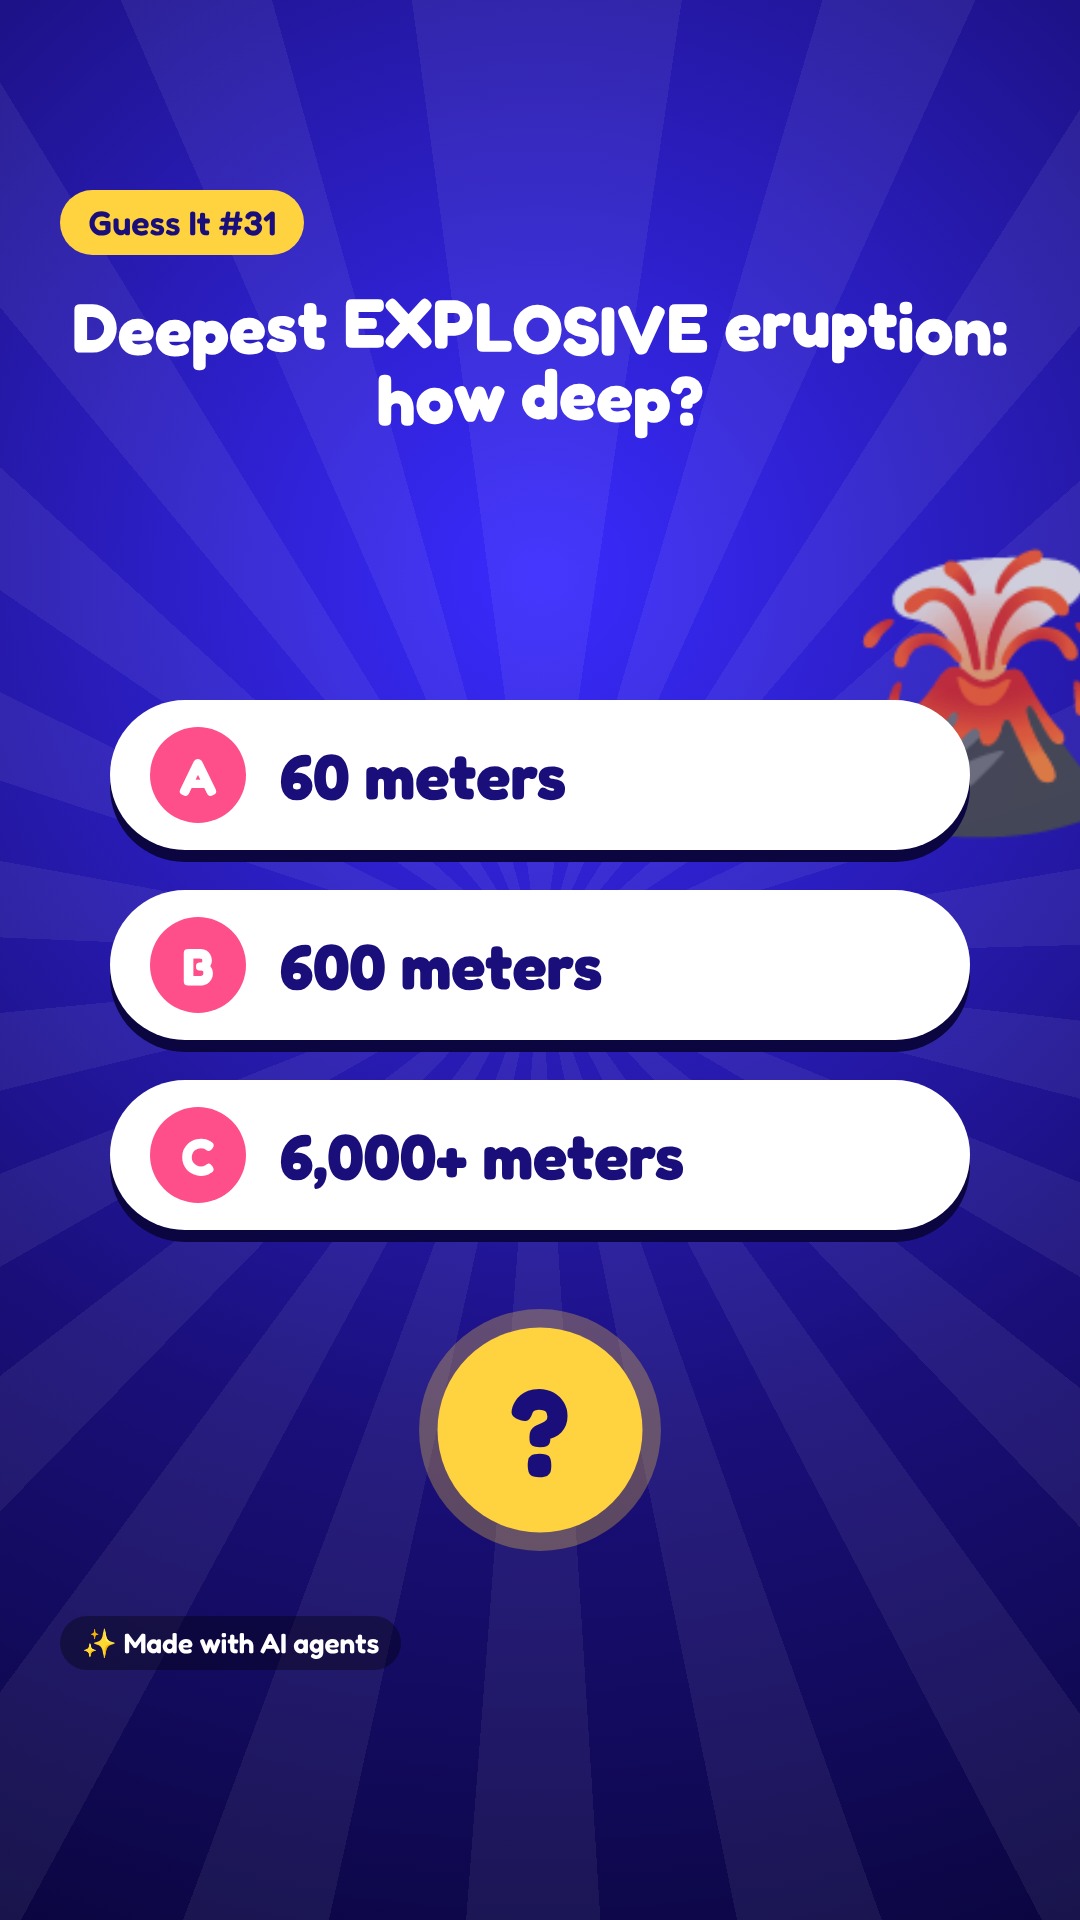 Guess It #31
Deepest EXPLOSIVE eruption:
how deep?
A 60 meters
B 600 meters
C 6,000+ meters
?
✨ Made with AI agents